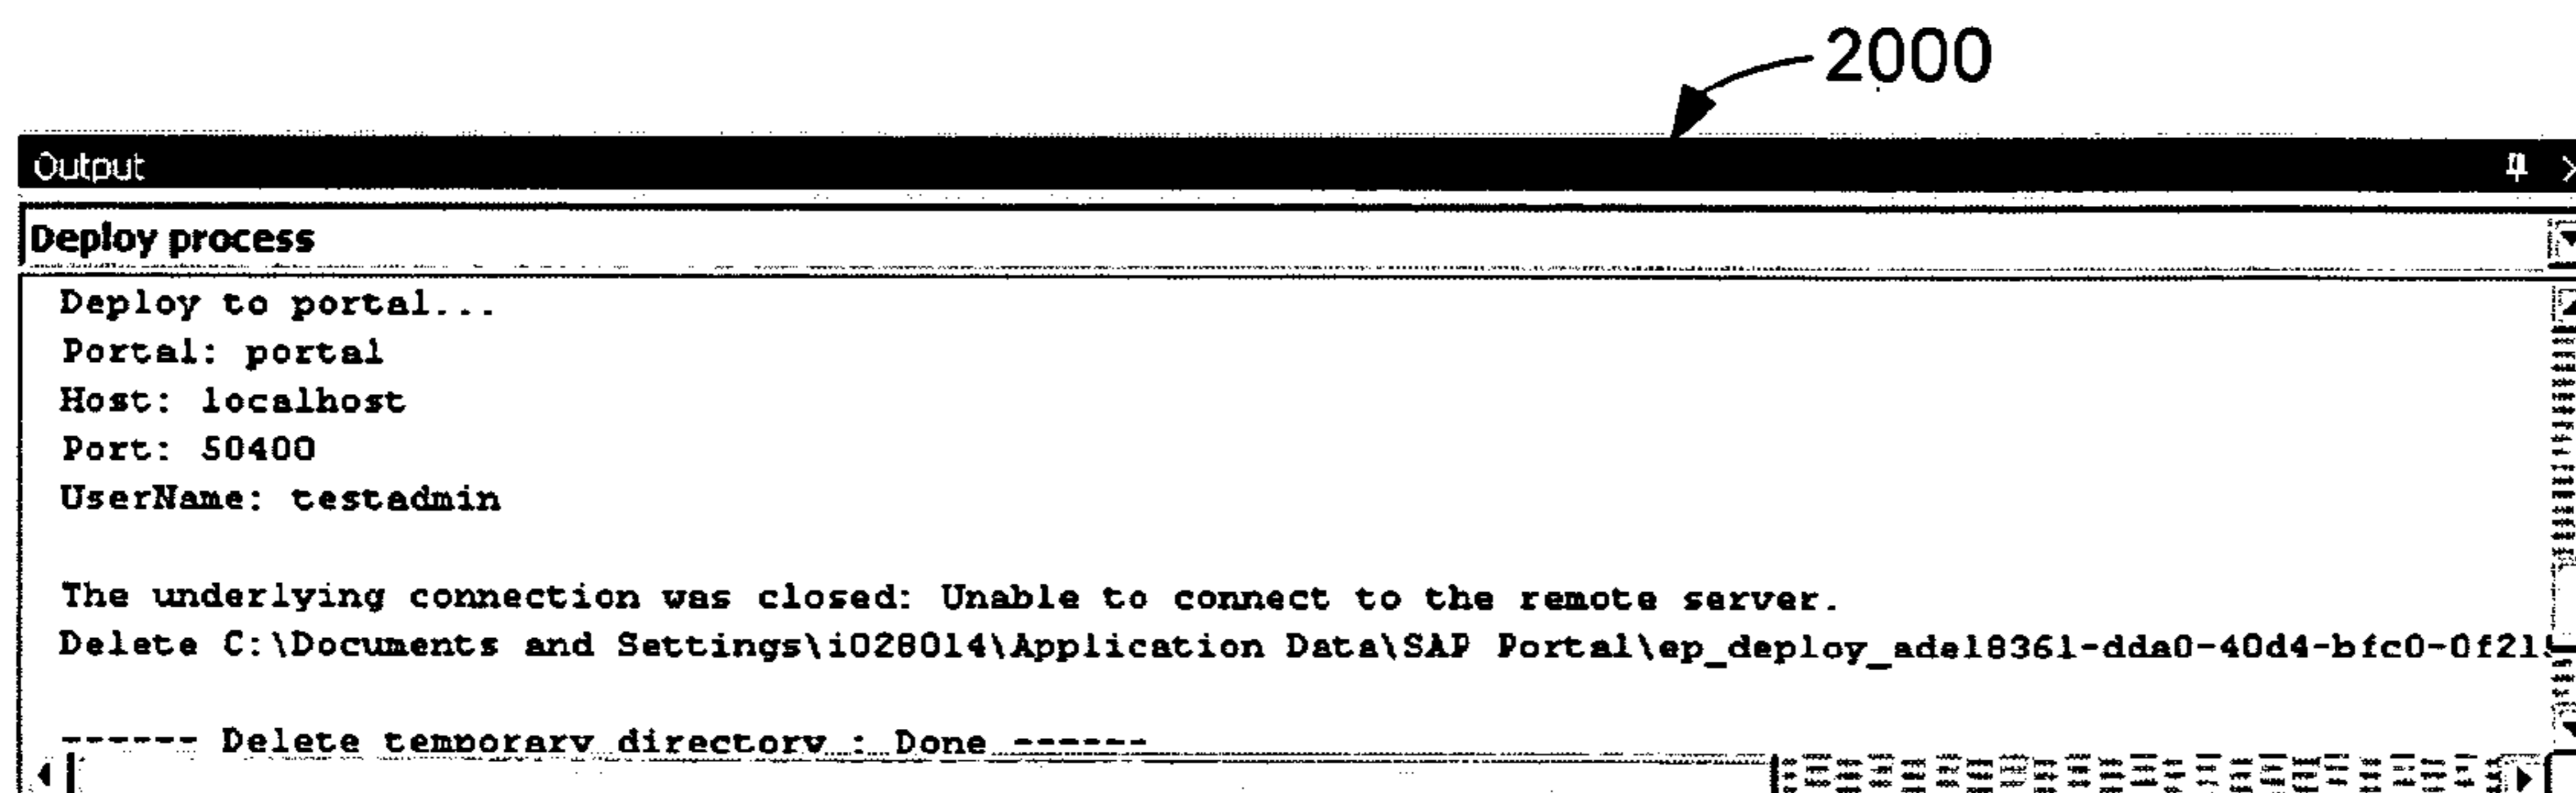 2000
Output
Deploy process
Deploy to portal...
Portal: portal
Host: localhost
Port: 50400
UserName: testadmin
The underlying connection was closed: Unable to connect to the remote server.
Delete C:\Documents and Settings\i028014\Application Data\SAP Portal\ep_deploy_ade18361-dda0-40d4-bfc0-0f215
------ Delete temporary directory : Done ------